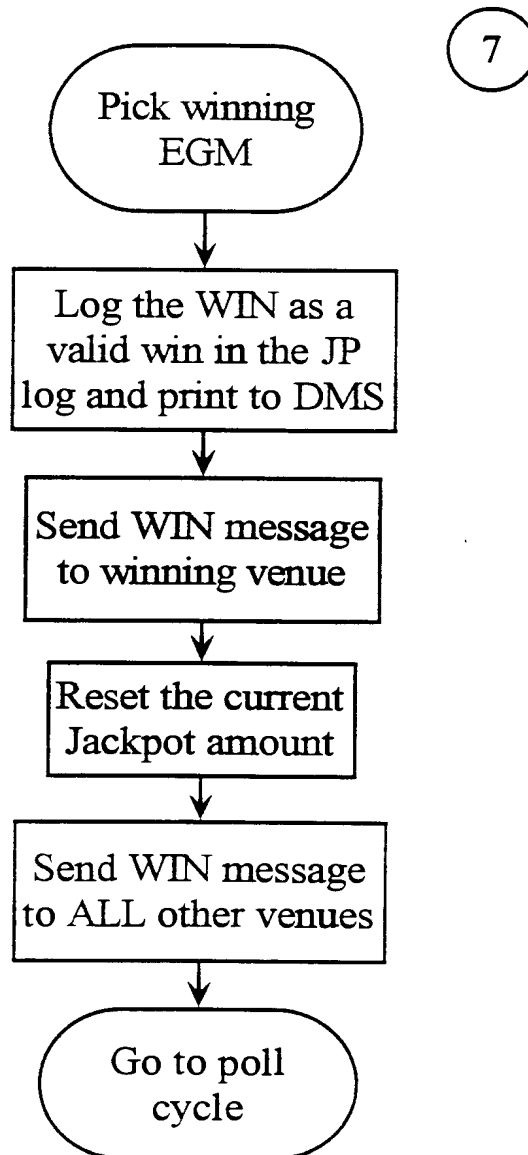 7
Pick winning
EGM
Log the WIN as a
valid win in the JP
log and print to DMS
Send WIN message
to winning venue
Reset the current
Jackpot amount
Send WIN message
to ALL other venues
Go to poll
cycle